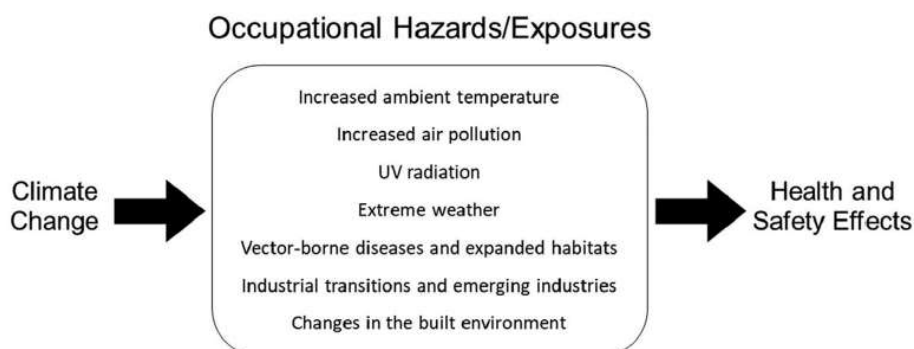 Occupational Hazards/Exposures
Climate
Change
Increased ambient temperature
Increased air pollution
UV radiation
Extreme weather
Vector-borne diseases and expanded habitats
Industrial transitions and emerging industries
Changes in the built environment
Health and
Safety Effects